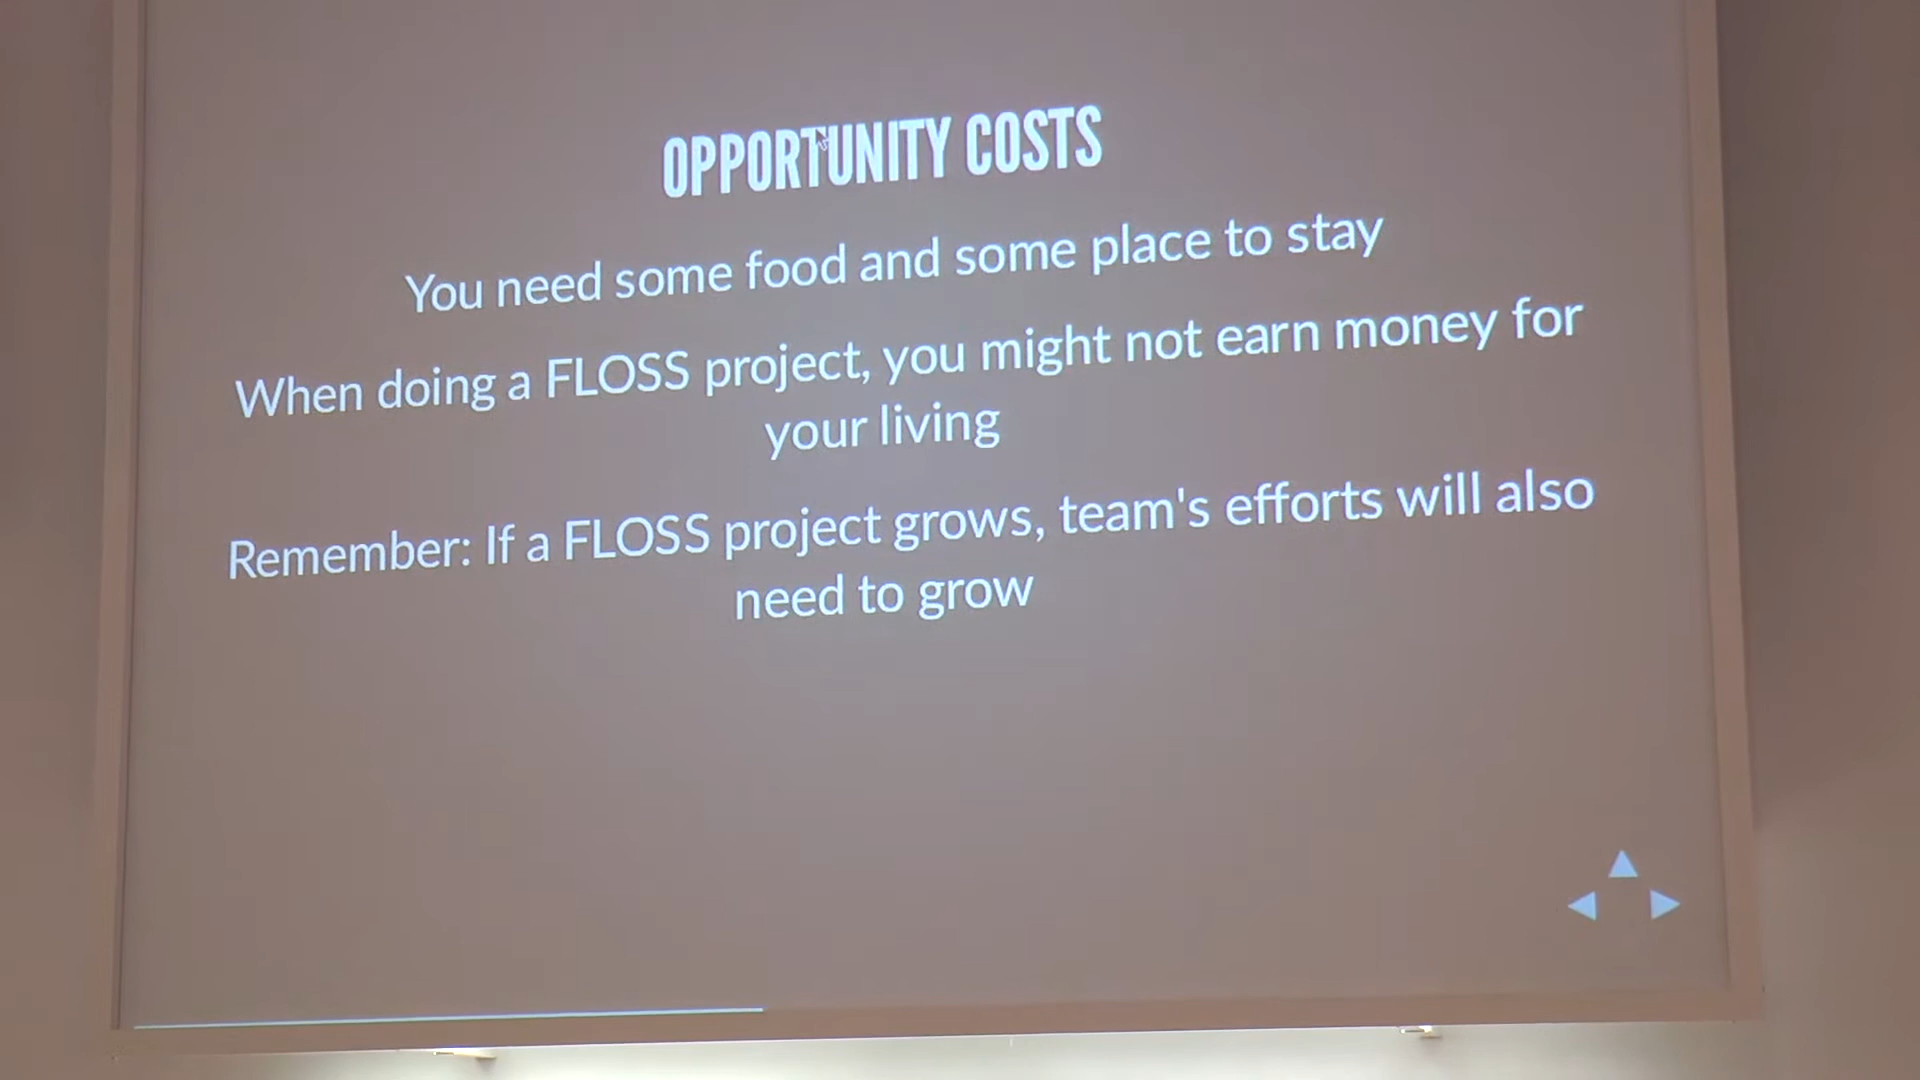 OPPORTUNITY COSTS
You need some food and some place to stay
When doing a FLOSS project, you might not earn money for
your living
Remember: If a FLOSS project grows, team's efforts will also
need to grow